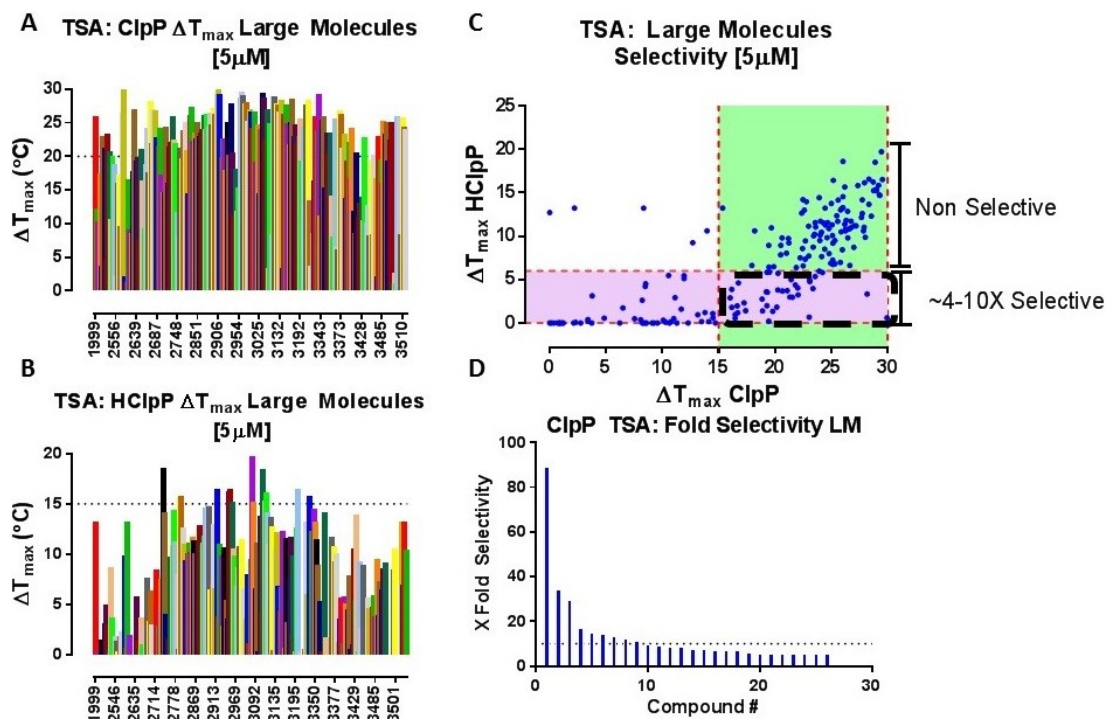 A
TSA: ClpP ΔTmax Large Molecules
[5μM]
ΔTmax (°C)
30
25
20
15
10
5
0
1999
2556
2639
2687
2748
2851
2906
2954
3025
3132
3192
3343
3373
3428
3485
3510
B
TSA: HClpP ΔTmax Large Molecules
[5μM]
ΔTmax (°C)
20
15
10
5
0
1999
2546
2635
2714
2778
2869
2913
2969
3092
3135
3195
3350
3377
3429
3485
3501
C
TSA: Large Molecules
Selectivity [5μM]
ΔTmax HClpP
25
20
15
10
5
0
Non Selective
~4-10X Selective
0 5 10 15 20 25 30
ΔTmax ClpP
D
ClpP TSA: Fold Selectivity LM
X Fold Selectivity
100
80
60
40
20
0
0 10 20 30
Compound #